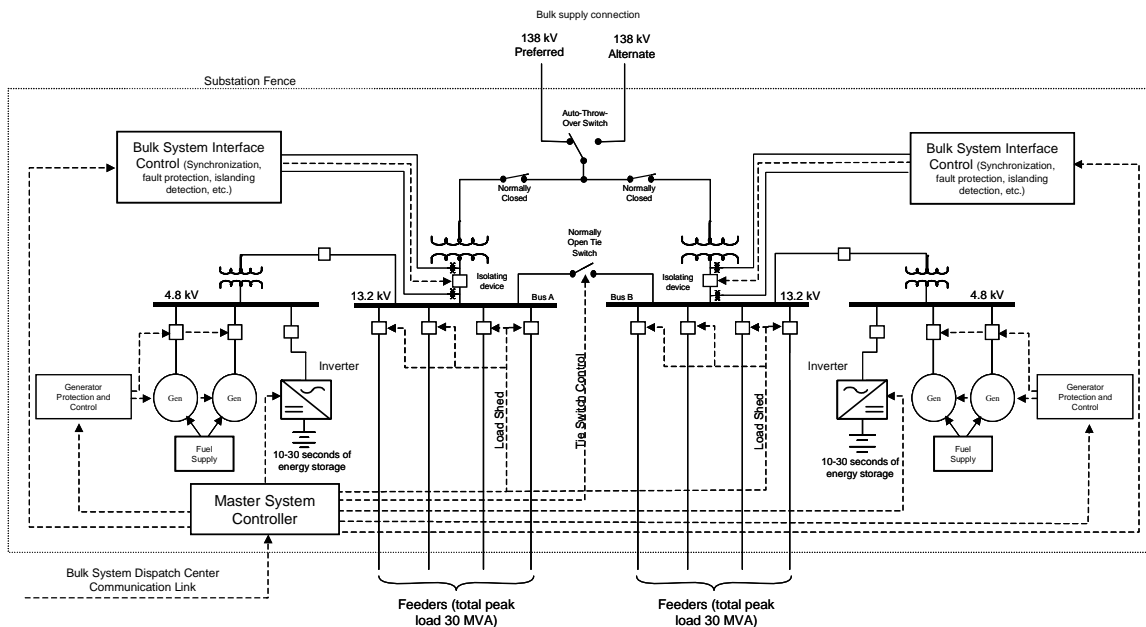 Bulk supply connection
138 kV
Preferred
138 kV
Alternate
Substation Fence
Auto-Throw-
Over Switch
Bulk System Interface
Control (Synchronization,
fault protection, islanding
detection, etc.)
Bulk System Interface
Control (Synchronization,
fault protection, islanding
detection, etc.)
Normally
Closed
Normally
Closed
Normally
Open Tie
Switch
Isolating
device
Isolating
device
4.8 kV
13.2 kV
Bus A
Bus B
13.2 kV
4.8 kV
Inverter
Inverter
Generator
Protection and
Control
Gen
Gen
Gen
Gen
Generator
Protection and
Control
Load Shed
Tie Switch Control
Load Shed
Fuel
Supply
10-30 seconds of
energy storage
10-30 seconds of
energy storage
Fuel
Supply
Master System
Controller
Bulk System Dispatch Center
Communication Link
Feeders (total peak
load 30 MVA)
Feeders (total peak
load 30 MVA)